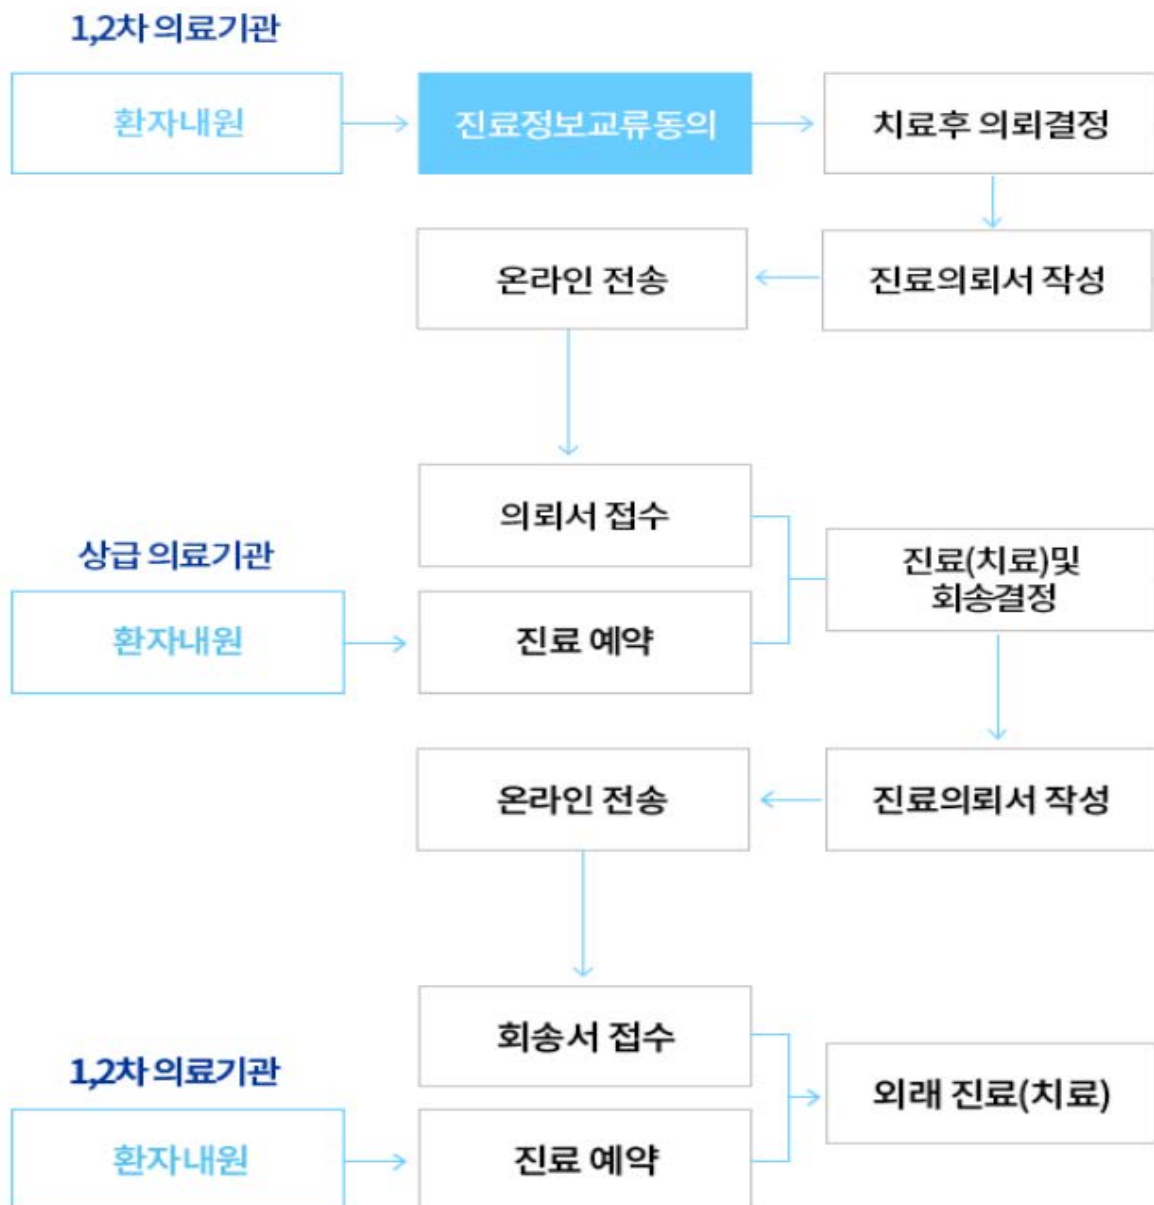 1,2차 의료기관
환자내원
진료정보교류동의
치료후 의뢰결정
온라인 전송
진료의뢰서 작성
의뢰서 접수
상급 의료기관
진료(치료)및
회송결정
환자내원
진료 예약
온라인 전송
진료의뢰서 작성
회송서 접수
1,2차 의료기관
외래 진료(치료)
환자내원
진료 예약